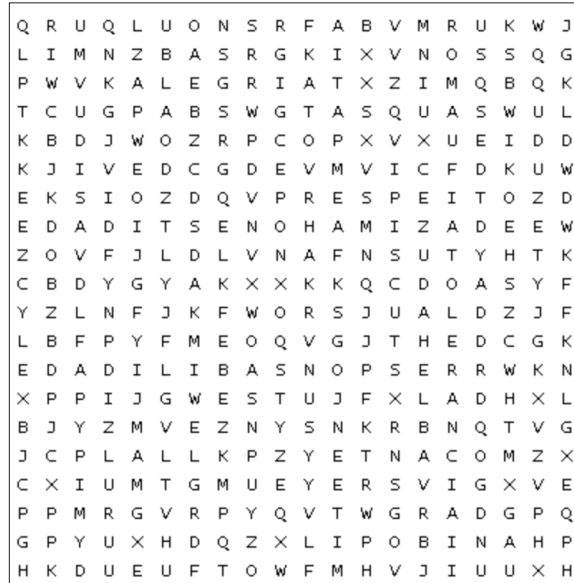 Q R U Q L U O N S R F A B V M R U K W J
L I M N Z B A S R G K I X V N O S S Q G
P W V K A L E G R I A T X Z I M Q B Q K
T C U G P A B S W G T A S Q U A S W U L
K B D J W O Z R P C O P X V X U E I D D
K J I V E D C G D E V M V I C F D K U W
E K S I O Z D Q V P R E S P E I T O Z D
E D A D I T S E N O H A M I Z A D E E W
Z O V F J L D L V N A F N S U T Y H T K
C B D Y G Y A K X X K K Q C D O A S Y F
Y Z L N F J K F W O R S J U A L D Z J F
L B F P Y F M E O Q V G J T H E D C G K
E D A D I L I B A S N O P S E R R W K N
X P P I J G W E S T U J F X L A D H X L
B J Y Z M V E Z N Y S N K R B N Q T V G
J C P L A L L K P Z Y E T N A C O M Z X
C X I U M T G M U E Y E R S V I G X V E
P P M R G V R P Y Q V T W G R A D G P Q
G P Y U X H D Q Z X L I P O B I N A H P
H K D U E U F T O W F M H V J I U U X H